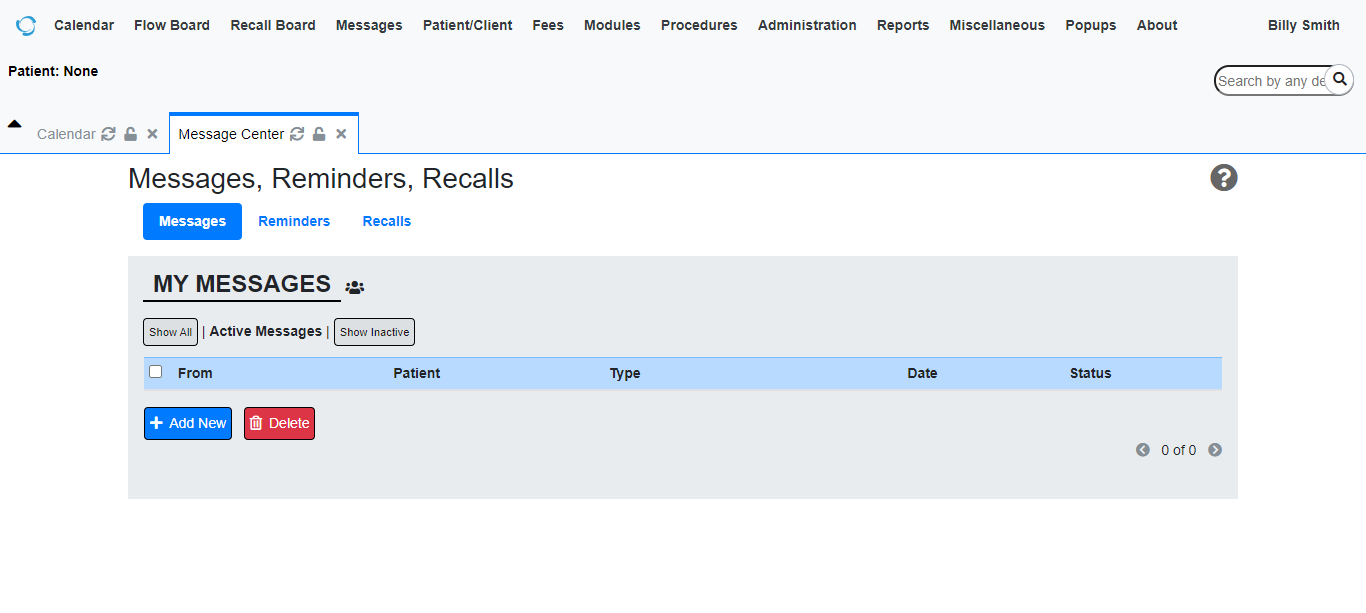 Calendar Flow Board Recall Board Messages Patient/Client Fees Modules Procedures Administration Reports Miscellaneous Popups About Billy Smith
Patient: None
Search by any de
Calendar Message Center
Messages, Reminders, Recalls
Messages Reminders Recalls
MY MESSAGES
Show All | Active Messages | Show Inactive
From Patient Type Date Status
Add New Delete
0 of 0